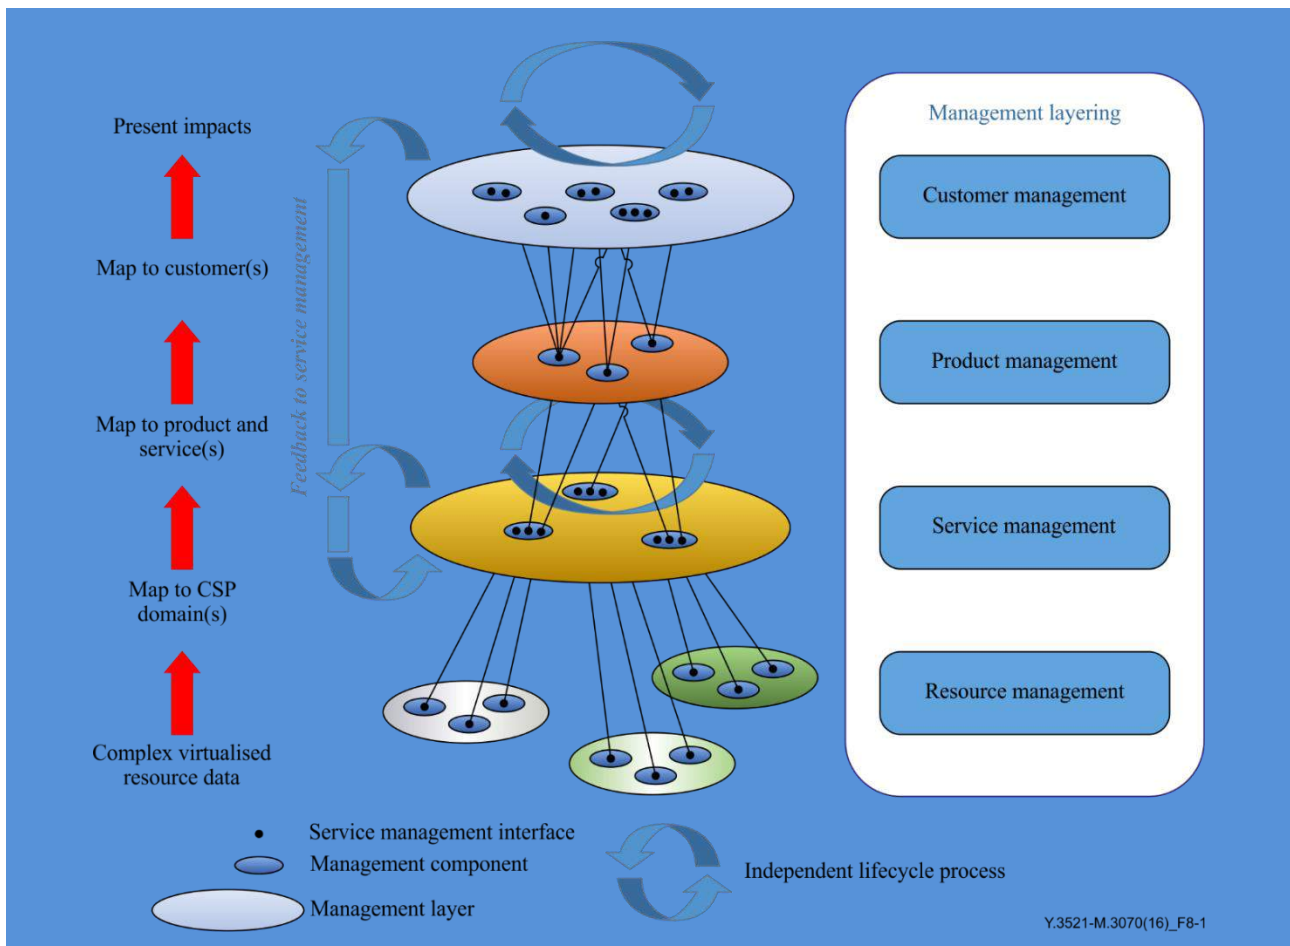 Present impacts
Map to customer(s)
Map to product and
service(s)
Map to CSP
domain(s)
Complex virtualised
resource data
Feedback to service management
Management layering
Customer management
Product management
Service management
Resource management
Service management interface
Management component
Management layer
Independent lifecycle process
Y.3521-M.3070(16)_F8-1